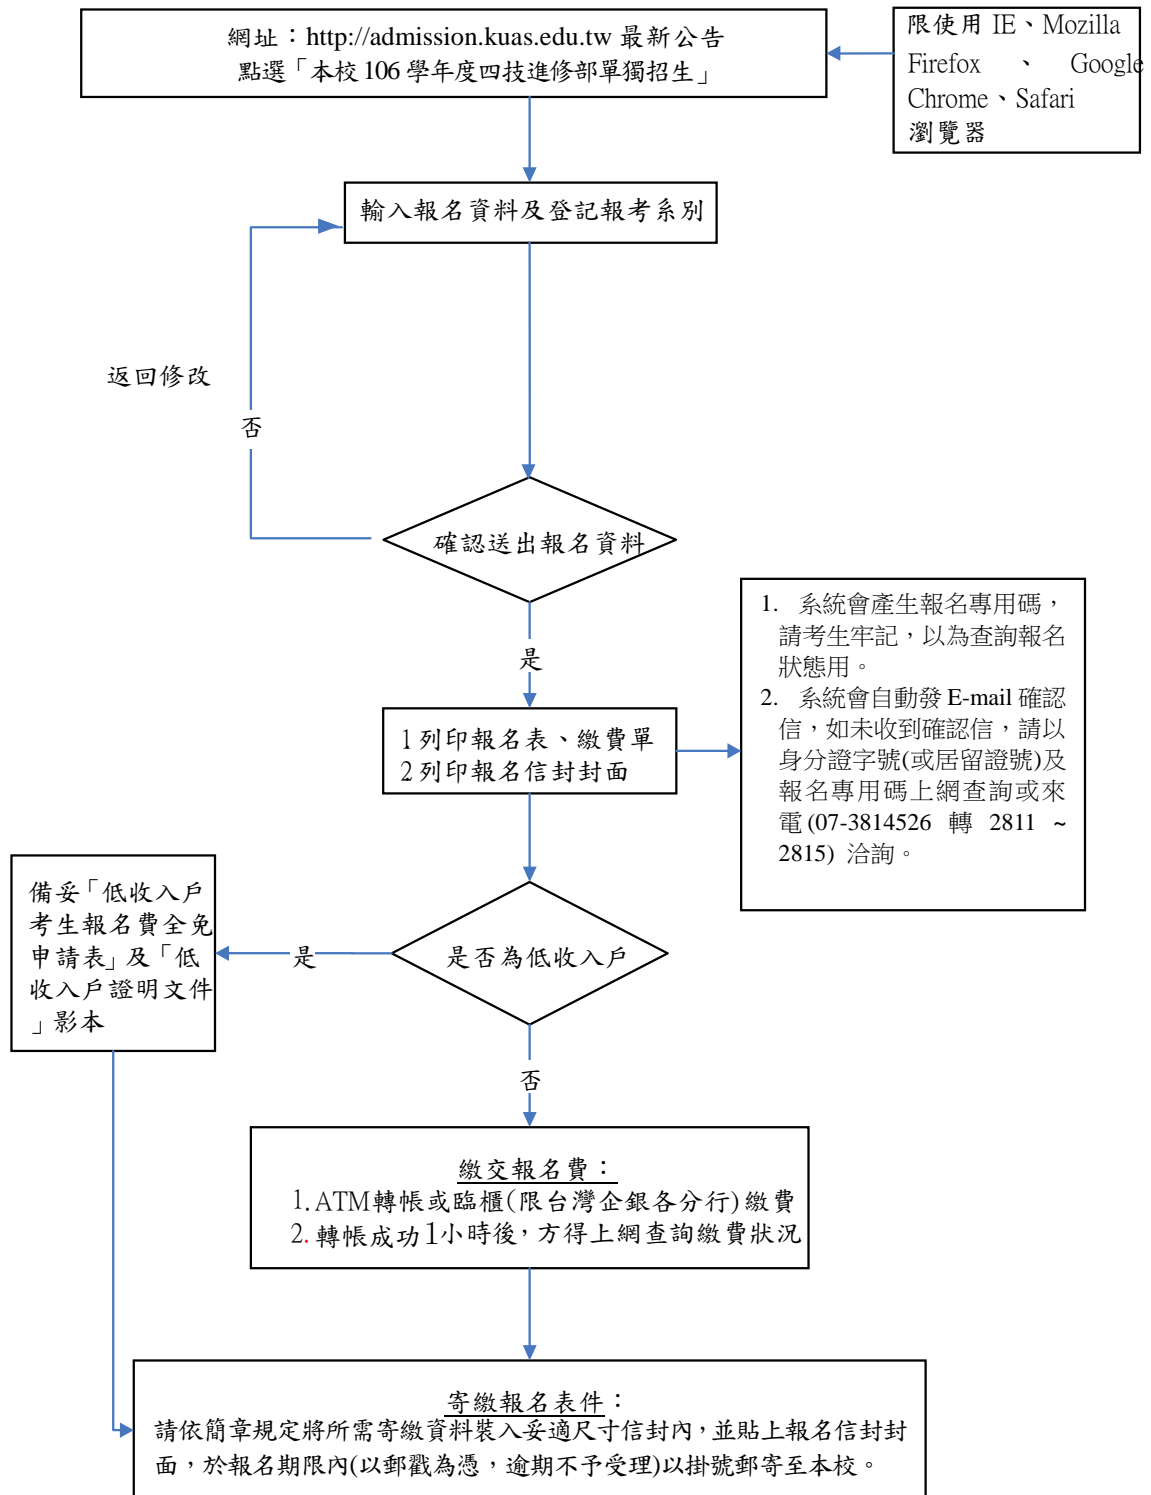 網址：http://admission.kuas.edu.tw 最新公告
點選「本校 106 學年度四技進修部單獨招生」
限使用 IE、Mozilla
Firefox 、 Google
Chrome、Safari
瀏覽器
輸入報名資料及登記報考系別
返回修改
否
確認送出報名資料
是
1列印報名表、繳費單
2列印報名信封封面
1. 系統會產生報名專用碼，
請考生牢記，以為查詢報名
狀態用。
2. 系統會自動發 E-mail 確認
信，如未收到確認信，請以
身分證字號(或居留證號)及
報名專用碼上網查詢或來
電(07-3814526 轉 2811 ~
2815) 洽詢。
備妥「低收入戶
考生報名費全免
申請表」及「低
收入戶證明文件
」影本
是
是否為低收入戶
否
繳交報名費：
1.ATM轉帳或臨櫃(限台灣企銀各分行)繳費
2.轉帳成功1小時後，方得上網查詢繳費狀況
寄繳報名表件：
請依簡章規定將所需寄繳資料裝入妥適尺寸信封內，並貼上報名信封封
面，於報名期限內(以郵戳為憑，逾期不予受理)以掛號郵寄至本校。